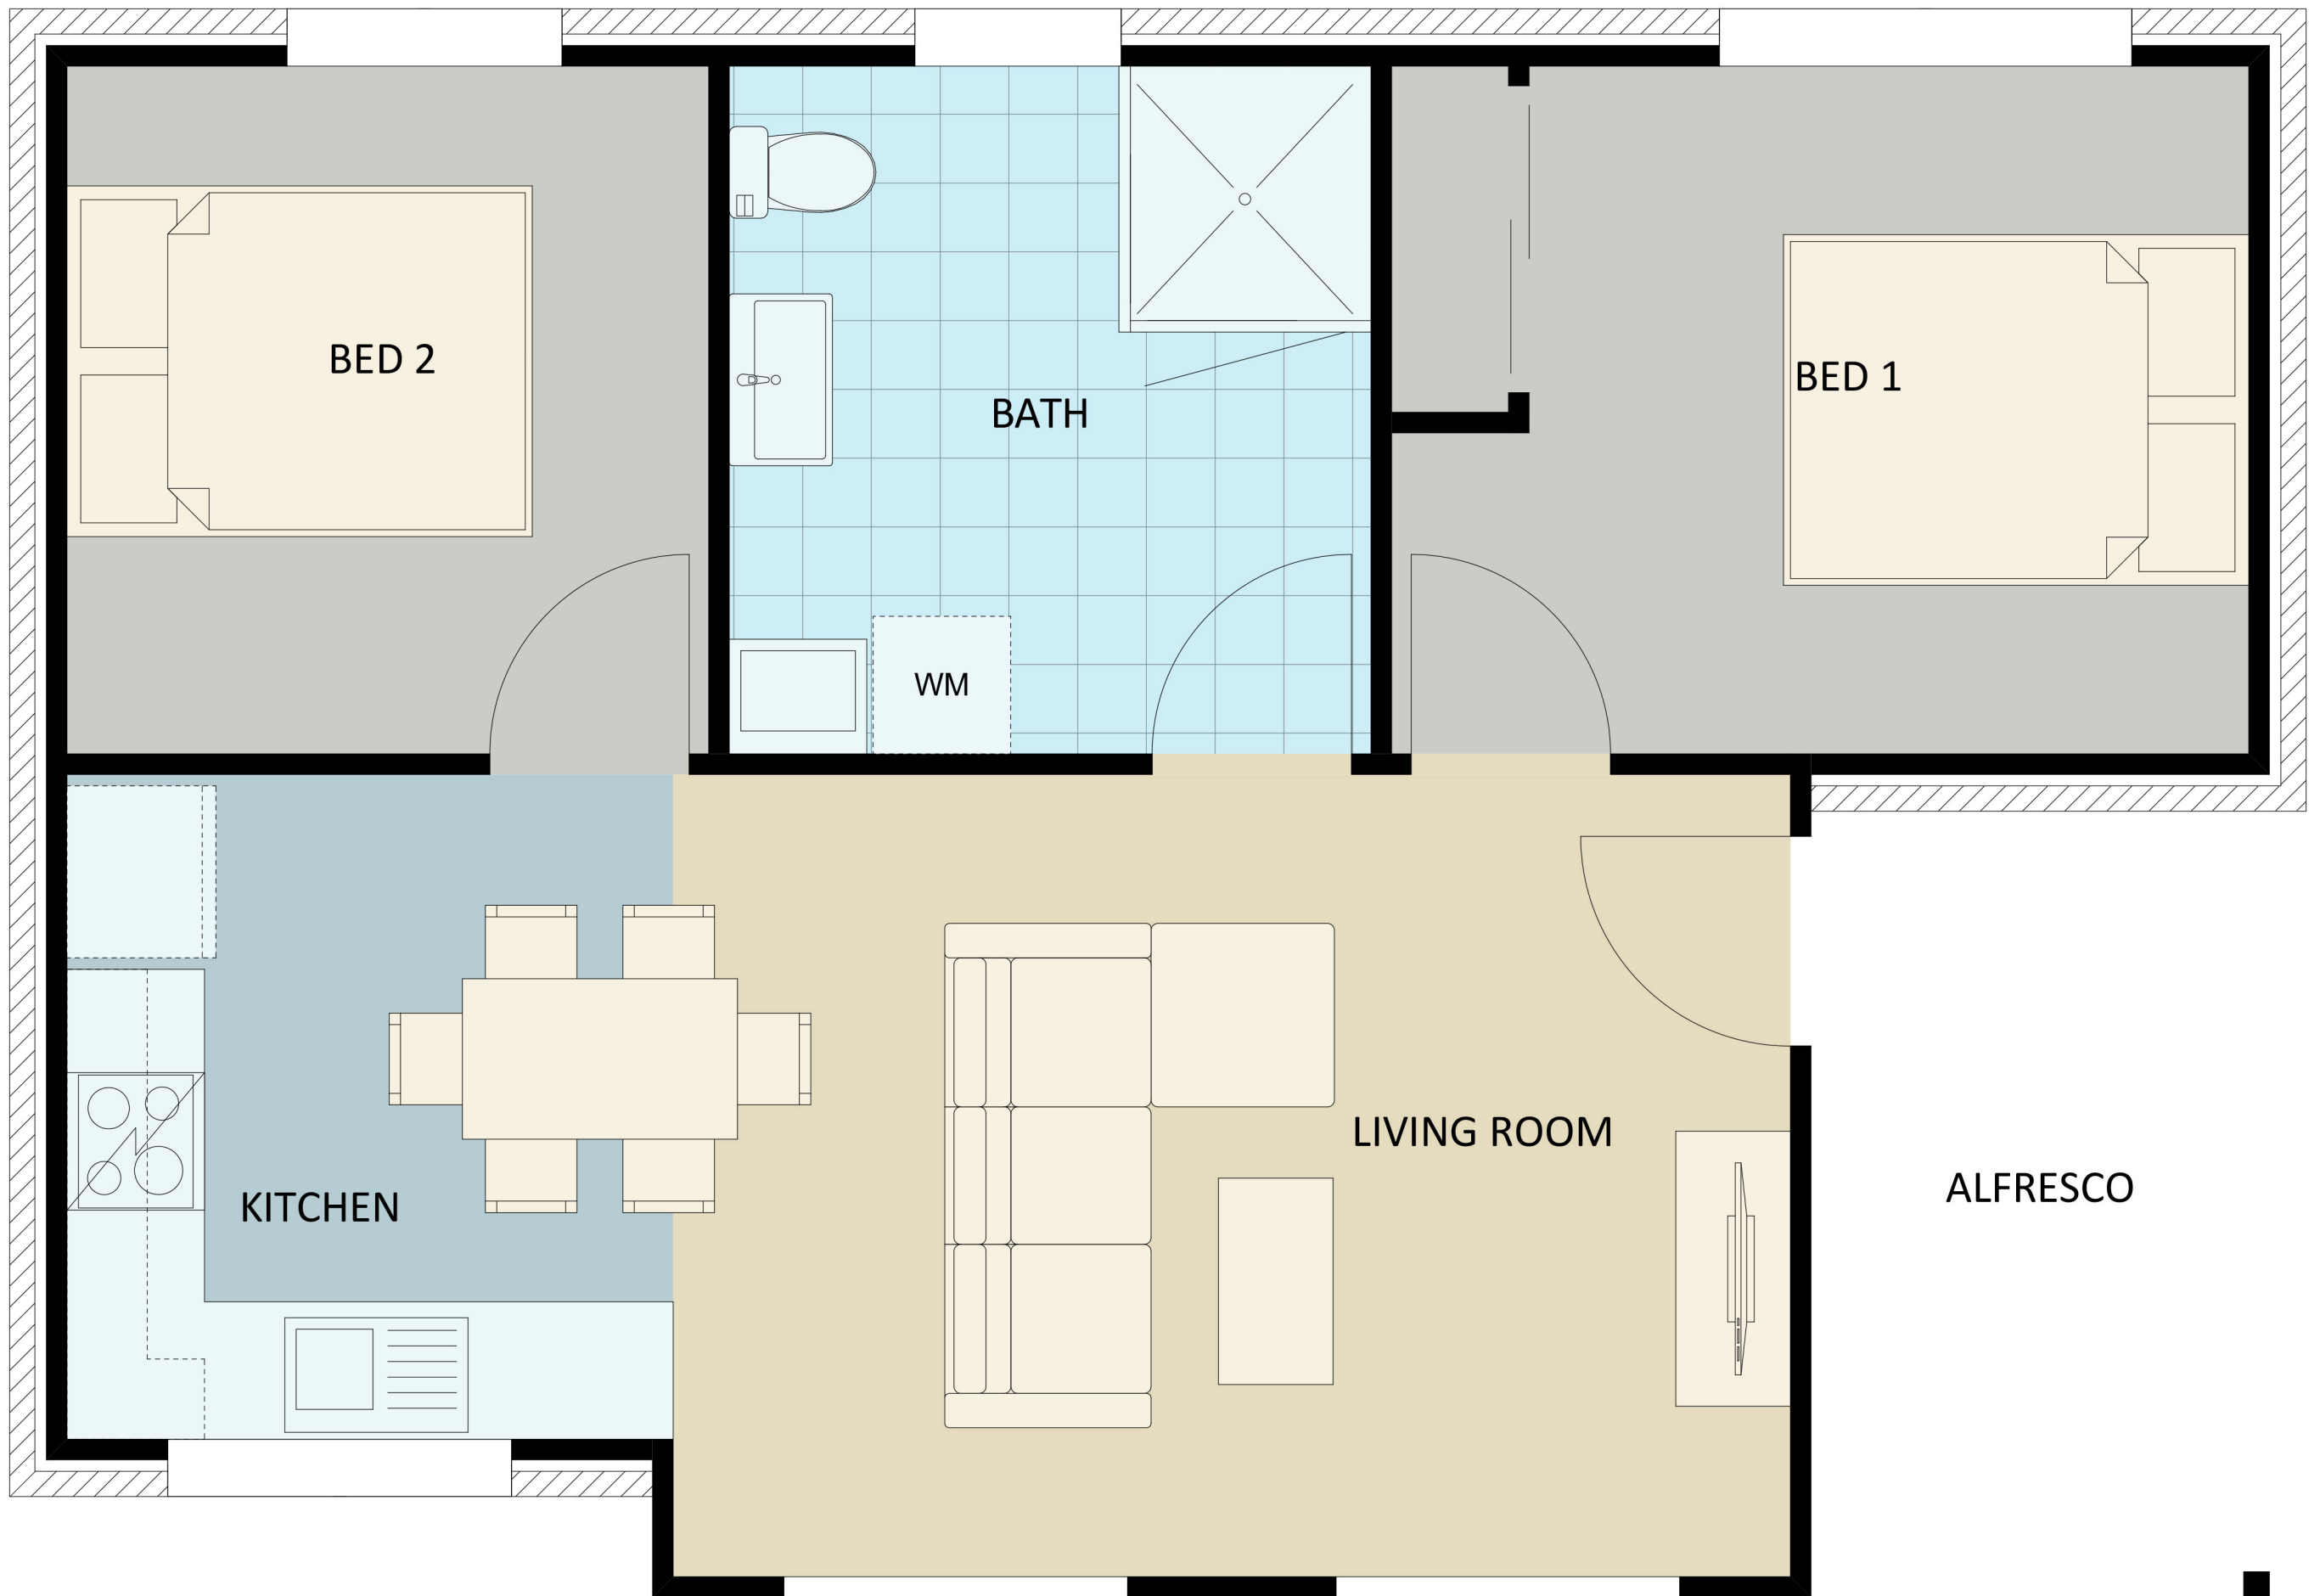 BED 2
BED 1
BATH
WM
LIVING ROOM
ALFRESCO
KITCHEN